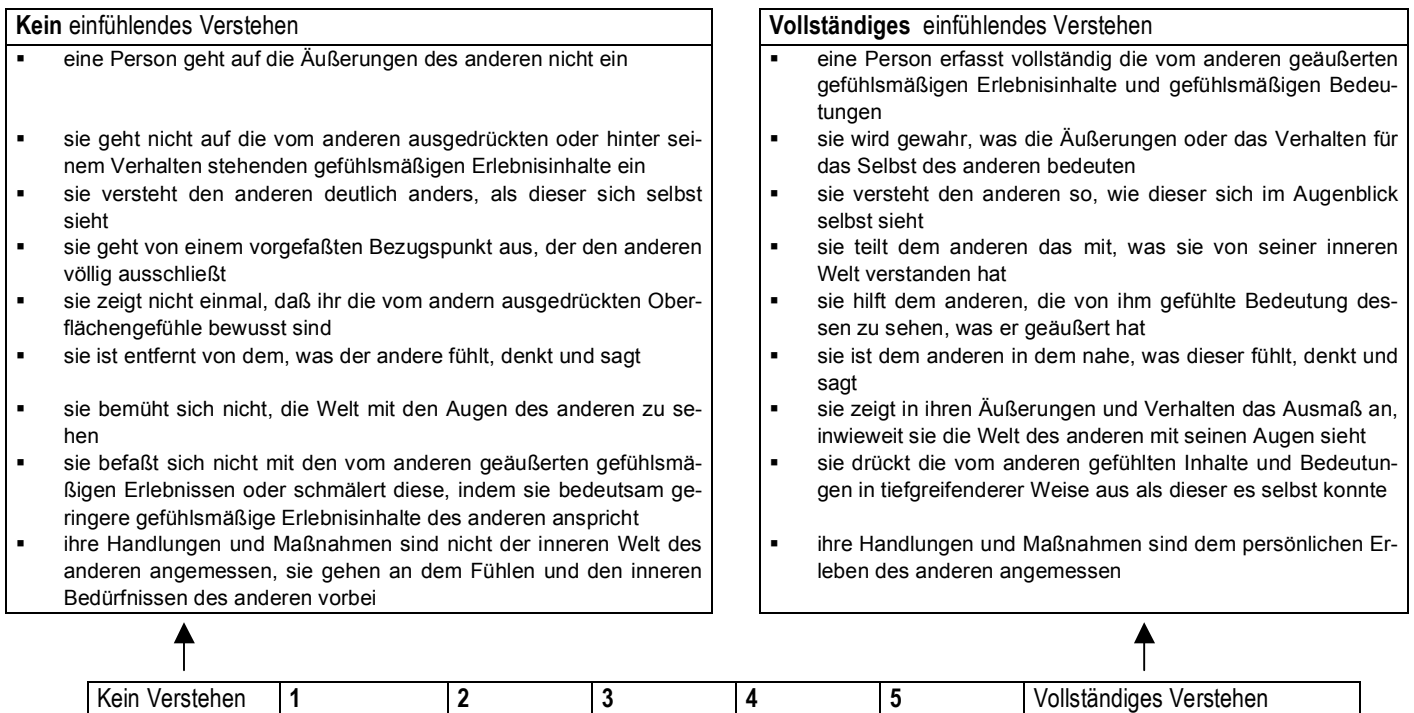 Kein einfühlendes Verstehen
▪ eine Person geht auf die Äußerungen des anderen nicht ein
▪ sie geht nicht auf die vom anderen ausgedrückten oder hinter sei-
nem Verhalten stehenden gefühlsmäßigen Erlebnisinhalte ein
▪ sie versteht den anderen deutlich anders, als dieser sich selbst
sieht
▪ sie geht von einem vorgefaßten Bezugspunkt aus, der den anderen
völlig ausschließt
▪ sie zeigt nicht einmal, daß ihr die vom andern ausgedrückten Ober-
flächengefühle bewusst sind
▪ sie ist entfernt von dem, was der andere fühlt, denkt und sagt
▪ sie bemüht sich nicht, die Welt mit den Augen des anderen zu se-
hen
▪ sie befaßt sich nicht mit den vom anderen geäußerten gefühlsmä-
ßigen Erlebnissen oder schmälert diese, indem sie bedeutsam ge-
ringere gefühlsmäßige Erlebnisinhalte des anderen anspricht
▪ ihre Handlungen und Maßnahmen sind nicht der inneren Welt des
anderen angemessen, sie gehen an dem Fühlen und den inneren
Bedürfnissen des anderen vorbei
Vollständiges einfühlendes Verstehen
▪ eine Person erfasst vollständig die vom anderen geäußerten
gefühlsmäßigen Erlebnisinhalte und gefühlsmäßigen Bedeu-
tungen
▪ sie wird gewahr, was die Äußerungen oder das Verhalten für
das Selbst des anderen bedeuten
▪ sie versteht den anderen so, wie dieser sich im Augenblick
selbst sieht
▪ sie teilt dem anderen das mit, was sie von seiner inneren
Welt verstanden hat
▪ sie hilft dem anderen, die von ihm gefühlte Bedeutung des-
sen zu sehen, was er geäußert hat
▪ sie ist dem anderen in dem nahe, was dieser fühlt, denkt und
sagt
▪ sie zeigt in ihren Äußerungen und Verhalten das Ausmaß an,
inwieweit sie die Welt des anderen mit seinen Augen sieht
▪ sie drückt die vom anderen gefühlten Inhalte und Bedeutun-
gen in tiefgreifenderer Weise aus als dieser es selbst konnte
▪ ihre Handlungen und Maßnahmen sind dem persönlichen Er-
leben des anderen angemessen
Kein Verstehen 1 2 3 4 5 Vollständiges Verstehen